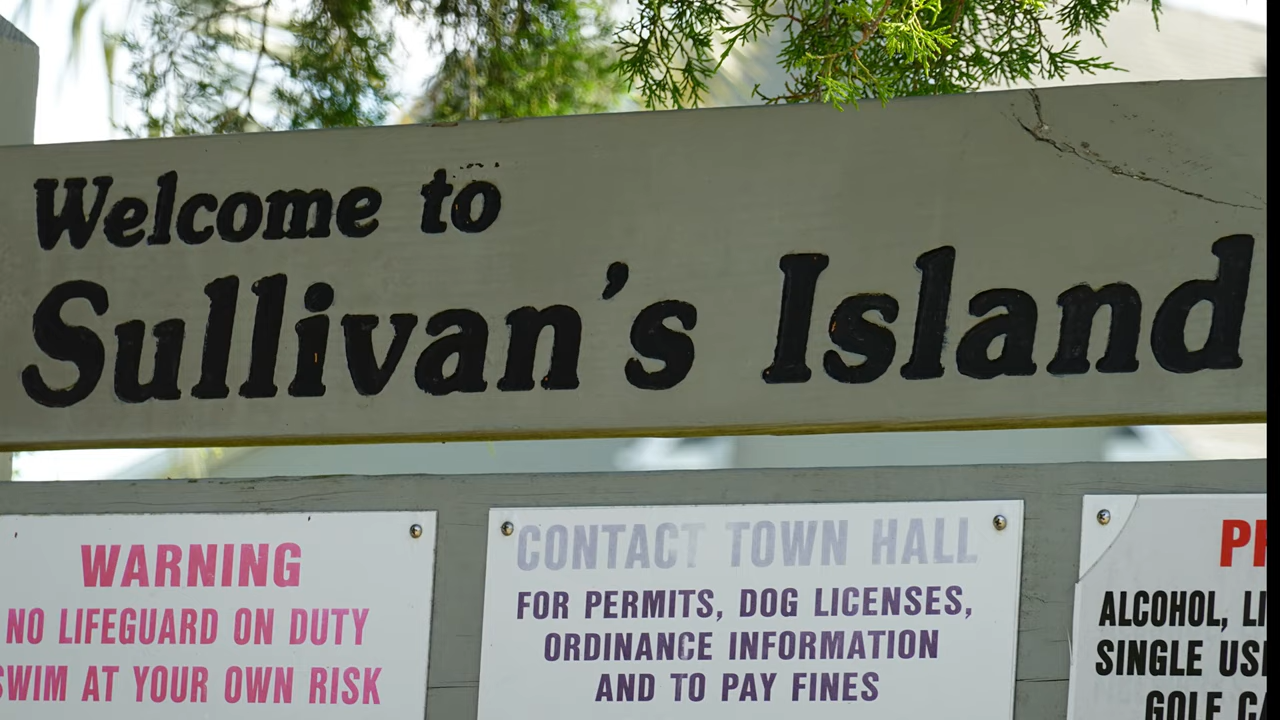 Welcome to
Sullivan's Island
WARNING
NO LIFEGUARD ON DUTY
SWIM AT YOUR OWN RISK
CONTACT TOWN HALL
FOR PERMITS, DOG LICENSES,
ORDINANCE INFORMATION
AND TO PAY FINES
ALCOHOL,
SINGLE
GOLF